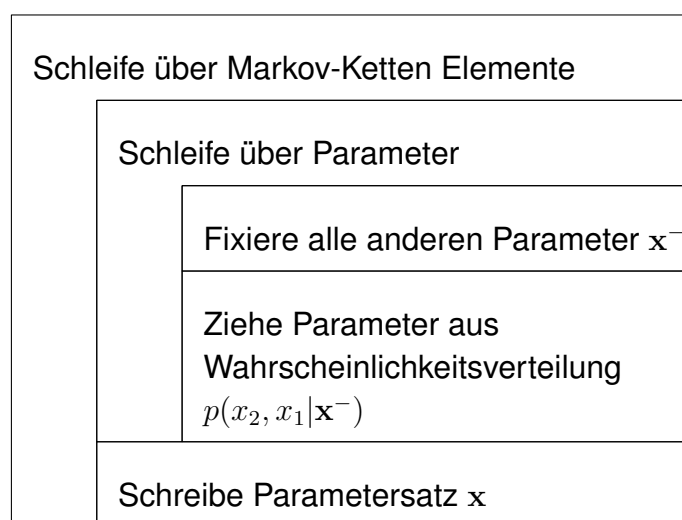 Schleife über Markov-Ketten Elemente
Schleife über Parameter
Fixiere alle anderen Parameter x⁻
Ziehe Parameter aus
Wahrscheinlichkeitsverteilung
p(x₂, x₁|x⁻)
Schreibe Parametersatz x